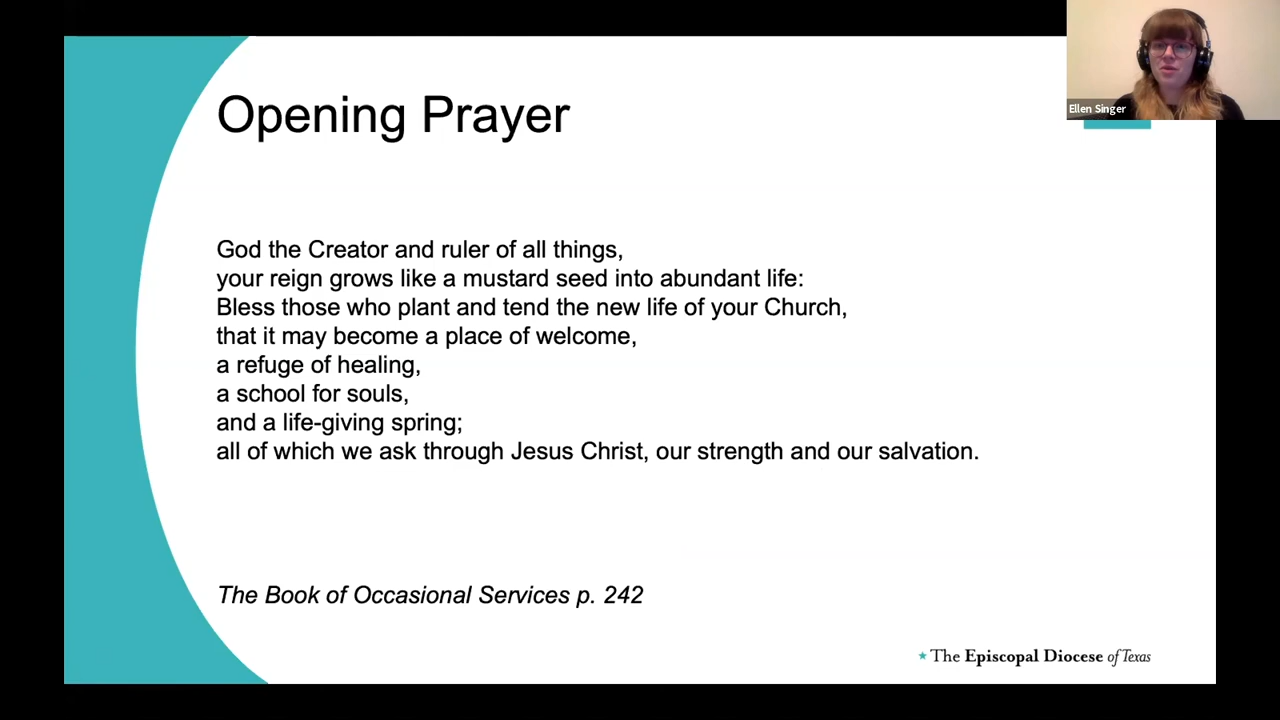 Opening Prayer
Ellen Singer
God the Creator and ruler of all things,
your reign grows like a mustard seed into abundant life:
Bless those who plant and tend the new life of your Church,
that it may become a place of welcome,
a refuge of healing,
a school for souls,
and a life-giving spring;
all of which we ask through Jesus Christ, our strength and our salvation.
The Book of Occasional Services p. 242
The Episcopal Diocese of Texas